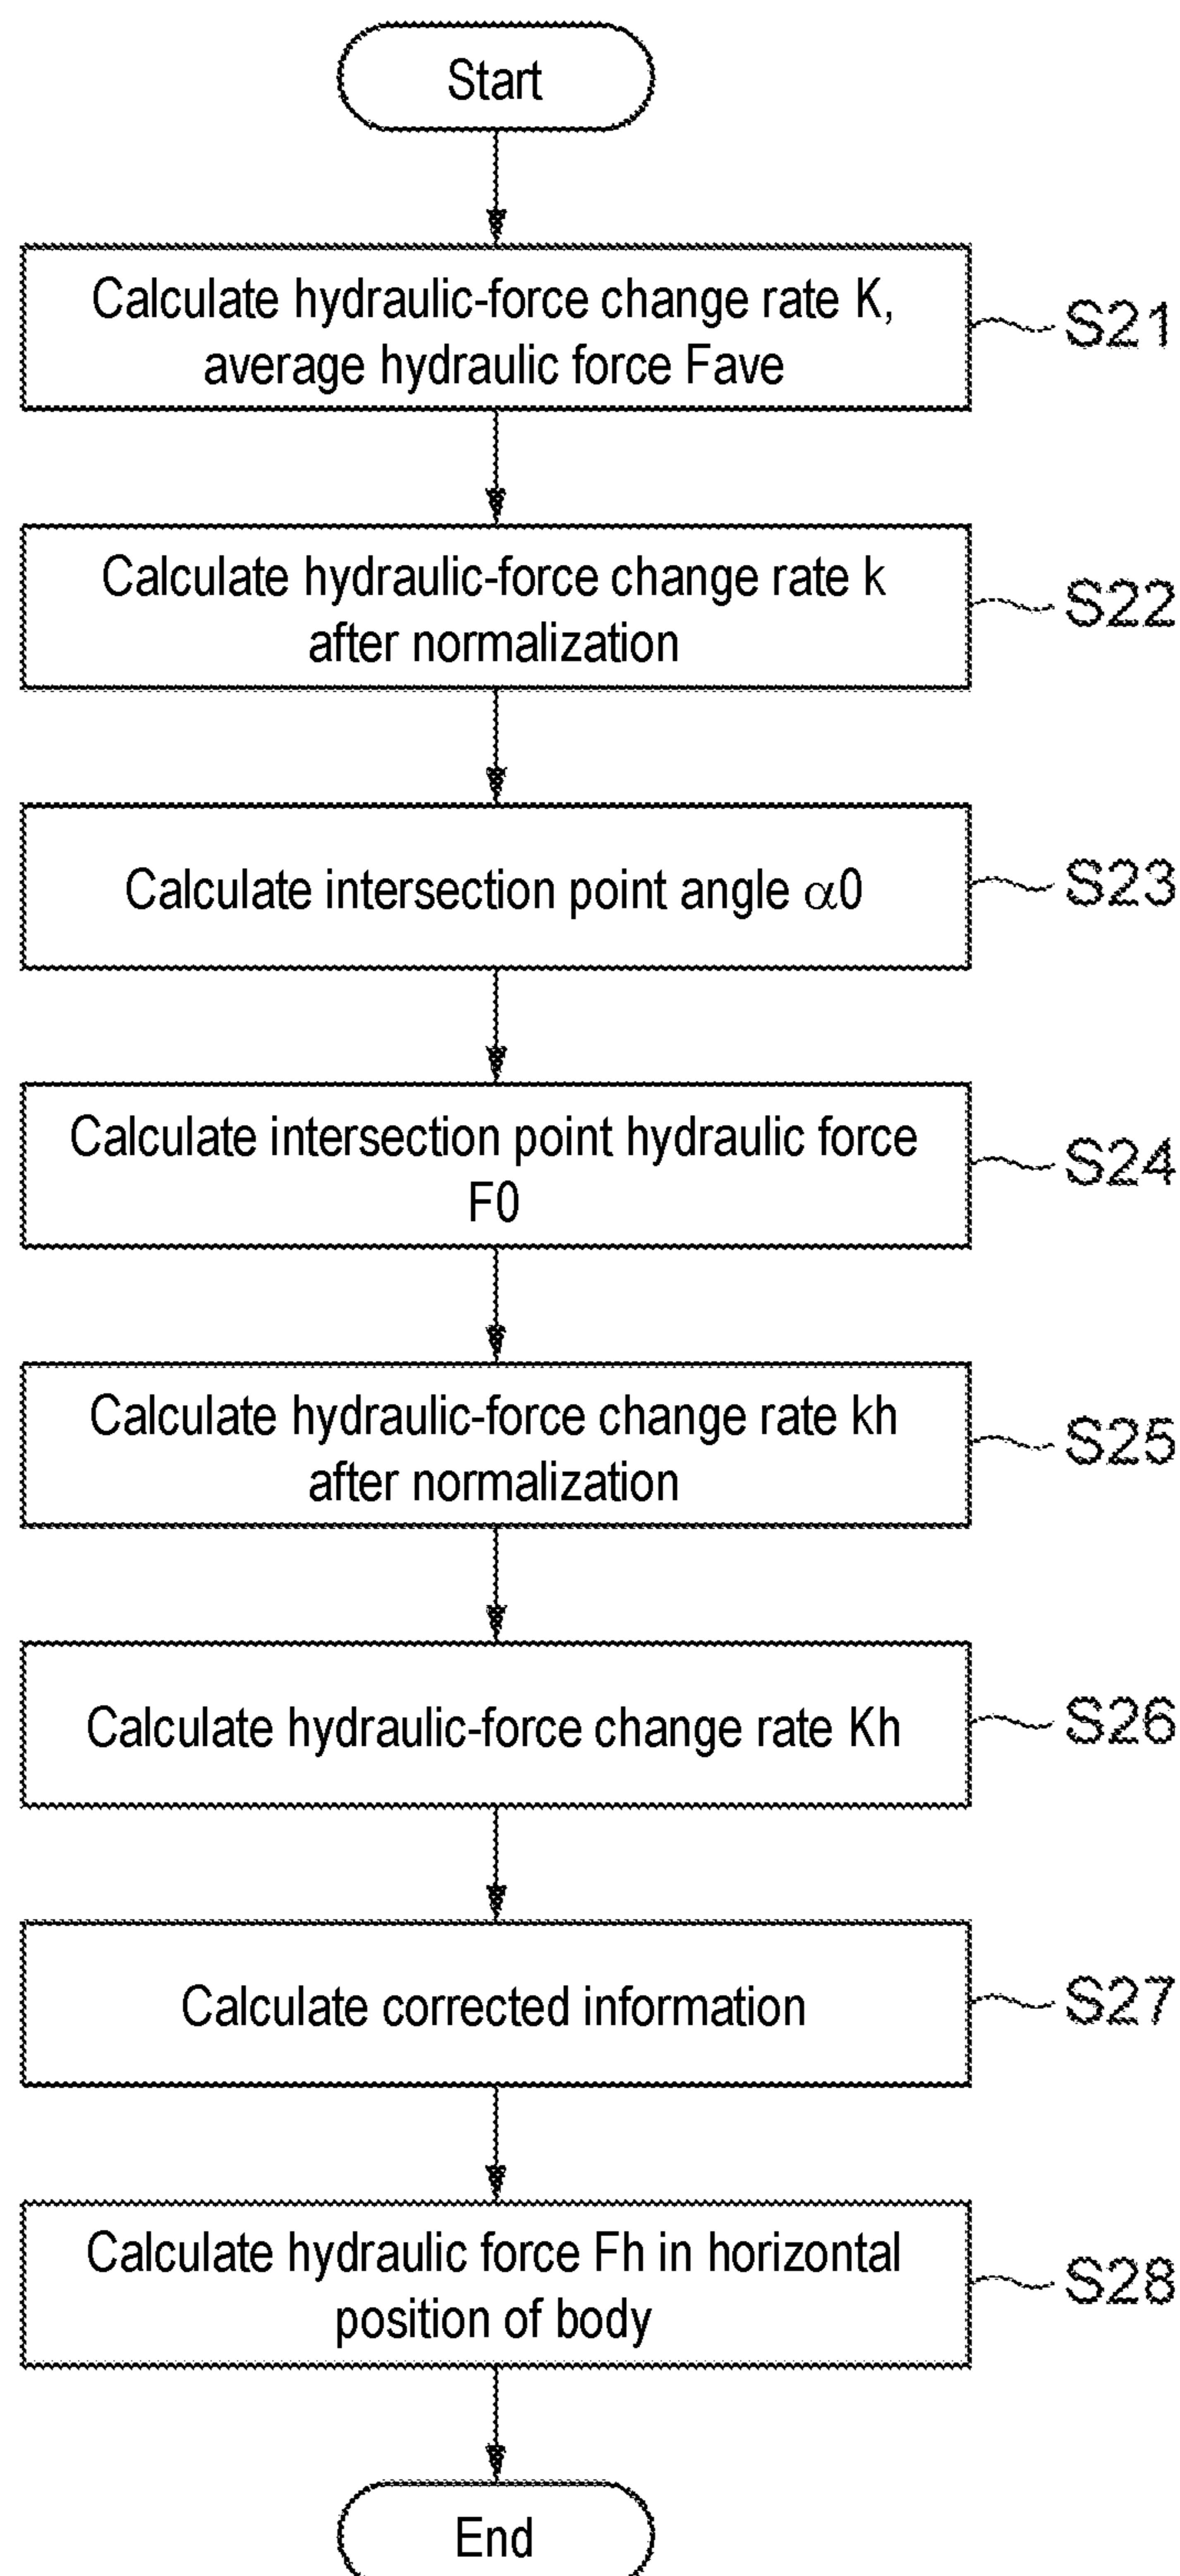 Start
Calculate hydraulic-force change rate K,
average hydraulic force Fave
S21
Calculate hydraulic-force change rate k
after normalization
S22
Calculate intersection point angle α0
S23
Calculate intersection point hydraulic force
F0
S24
Calculate hydraulic-force change rate kh
after normalization
S25
Calculate hydraulic-force change rate Kh
S26
Calculate corrected information
S27
Calculate hydraulic force Fh in horizontal
position of body
S28
End